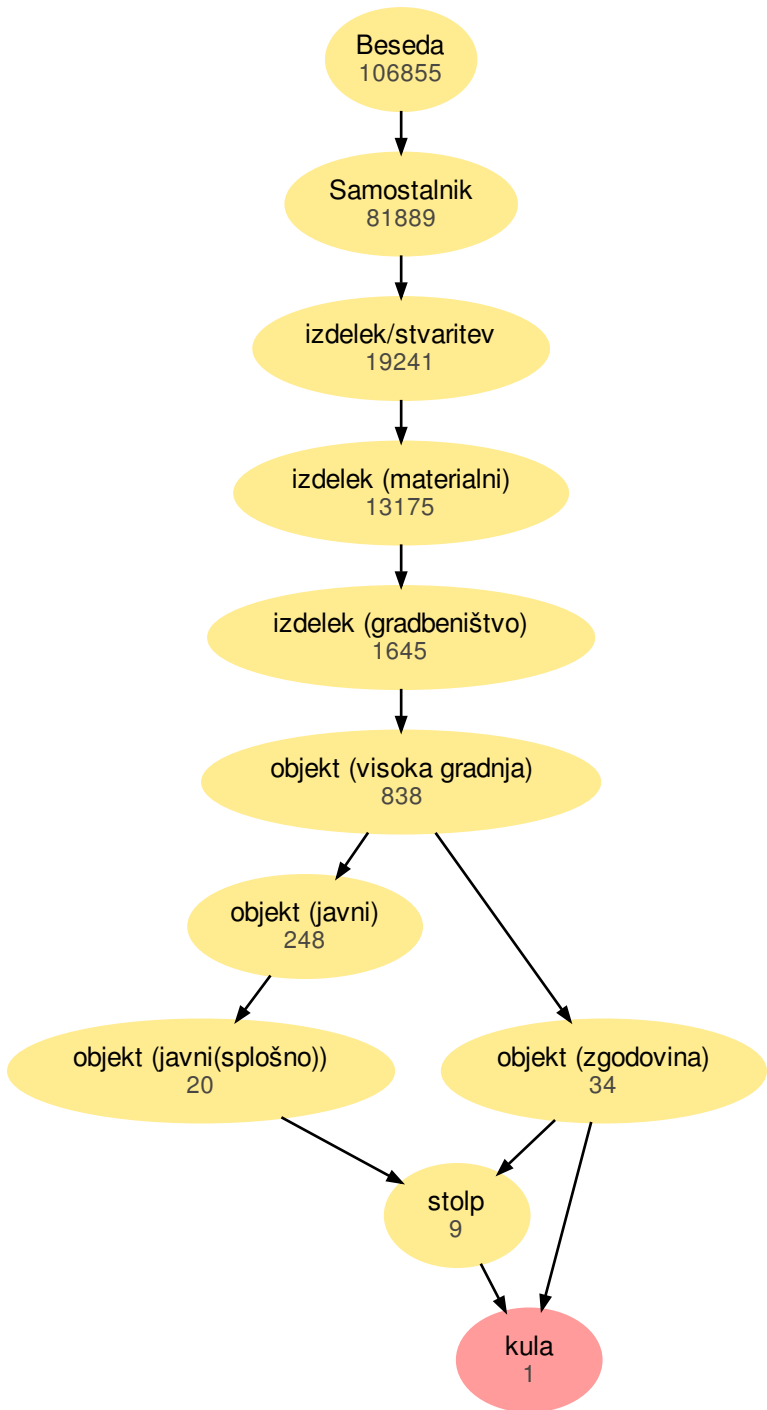 Beseda
106855
Samostalnik
81889
izdelek/stvaritev
19241
izdelek (materialni)
13175
izdelek (gradbeništvo)
1645
objekt (visoka gradnja)
838
objekt (javni)
248
objekt (javni(splošno))
20
objekt (zgodovina)
34
stolp
9
kula
1